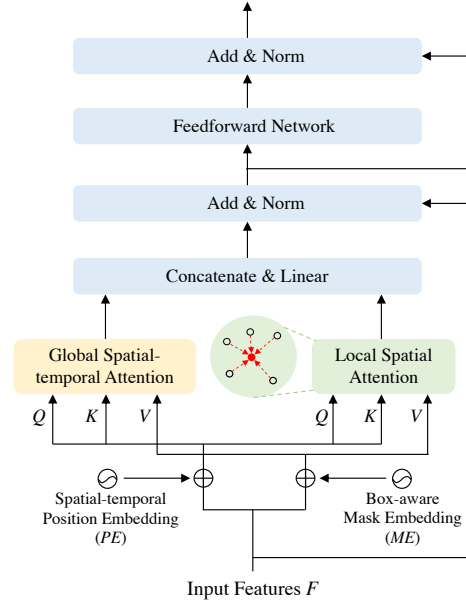 Add & Norm
Feedforward Network
Add & Norm
Concatenate & Linear
Global Spatial-
temporal Attention
Local Spatial
Attention
Q K V
Q K V
Spatial-temporal
Position Embedding
(PE)
Box-aware
Mask Embedding
(ME)
Input Features F